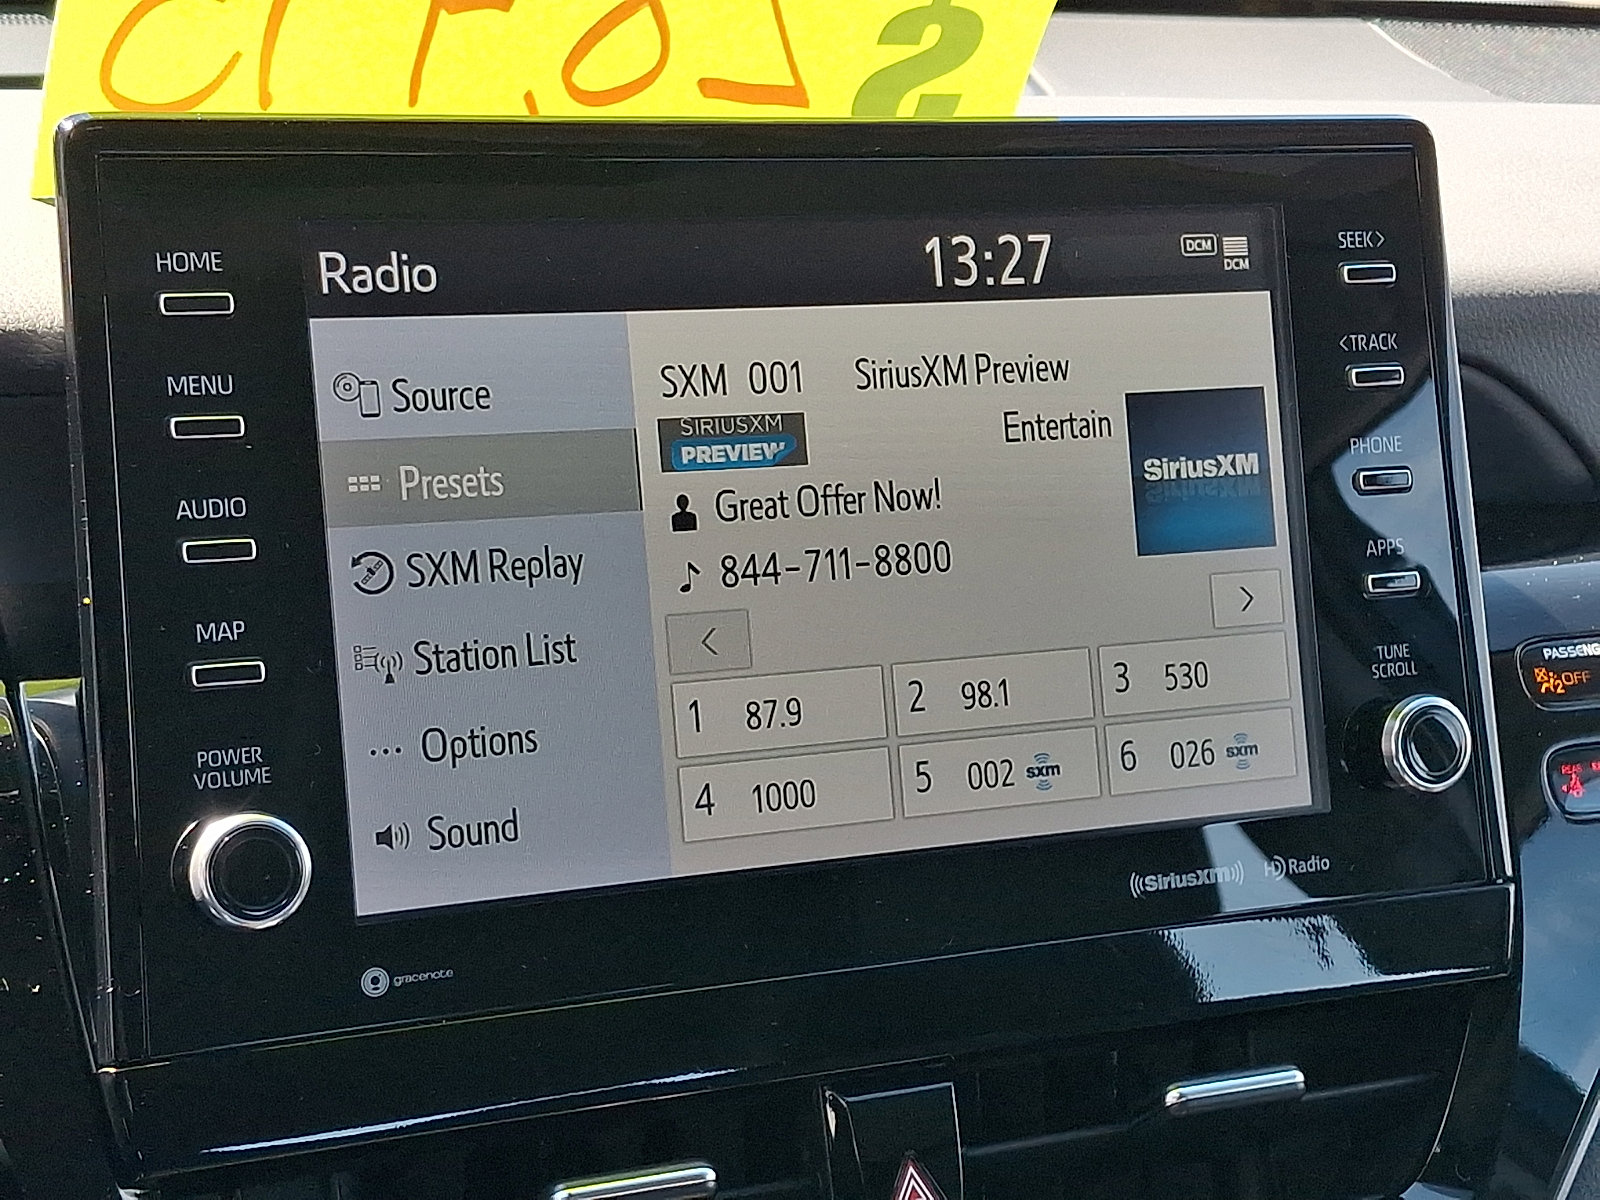 HOME
MENU
AUDIO
MAP
POWER
VOLUME
Radio
13:27
DCM
DCM
Source
Presets
SXM Replay
Station List
Options
Sound
SXM 001 SiriusXM Preview
SIRIUSXM
PREVIEW
Entertain
SiriusXM
Great Offer Now!
844-711-8800
<
>
1 87.9
2 98.1
3 530
4 1000
5 002 sxm
6 026 sxm
SEEK>
<TRACK
PHONE
APPS
TUNE
SCROLL
((SiriusXM)) HD Radio
gracenote
PASSENG
2 OFF
$